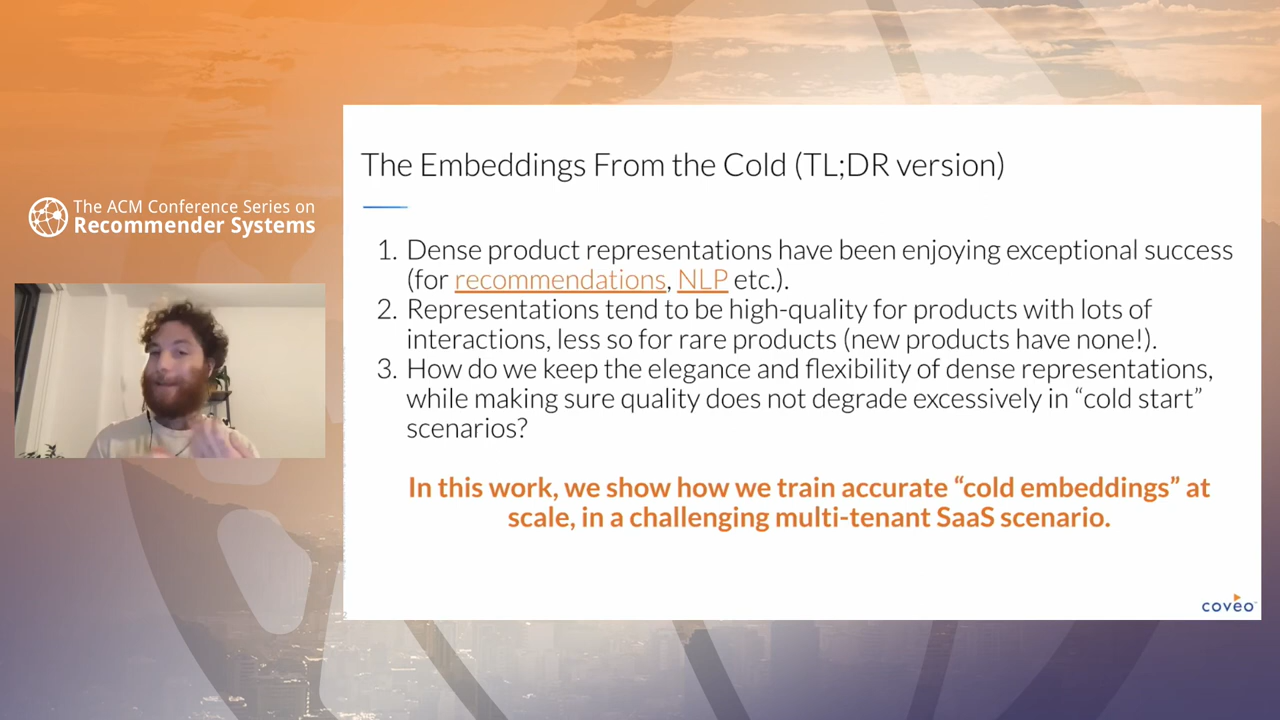 The ACM Conference Series on
Recommender Systems
The Embeddings From the Cold (TL;DR version)
1. Dense product representations have been enjoying exceptional success
(for recommendations, NLP etc.).
2. Representations tend to be high-quality for products with lots of
interactions, less so for rare products (new products have none!).
3. How do we keep the elegance and flexibility of dense representations,
while making sure quality does not degrade excessively in “cold start”
scenarios?
In this work, we show how we train accurate “cold embeddings” at
scale, in a challenging multi-tenant SaaS scenario.
coveo